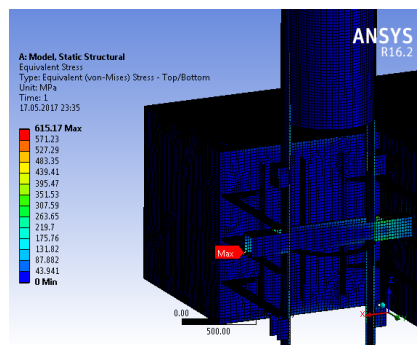 ANSYS
R16.2
A: Model, Static Structural
Equivalent Stress
Type: Equivalent (von-Mises) Stress - Top/Bottom
Unit: MPa
Time: 1
17.05.2017 23:35
615.17 Max
571.23
527.29
483.35
439.41
395.47
351.53
307.59
263.65
219.7
175.76
131.82
87.882
43.941
0 Min
Max
0.00
500.00
X